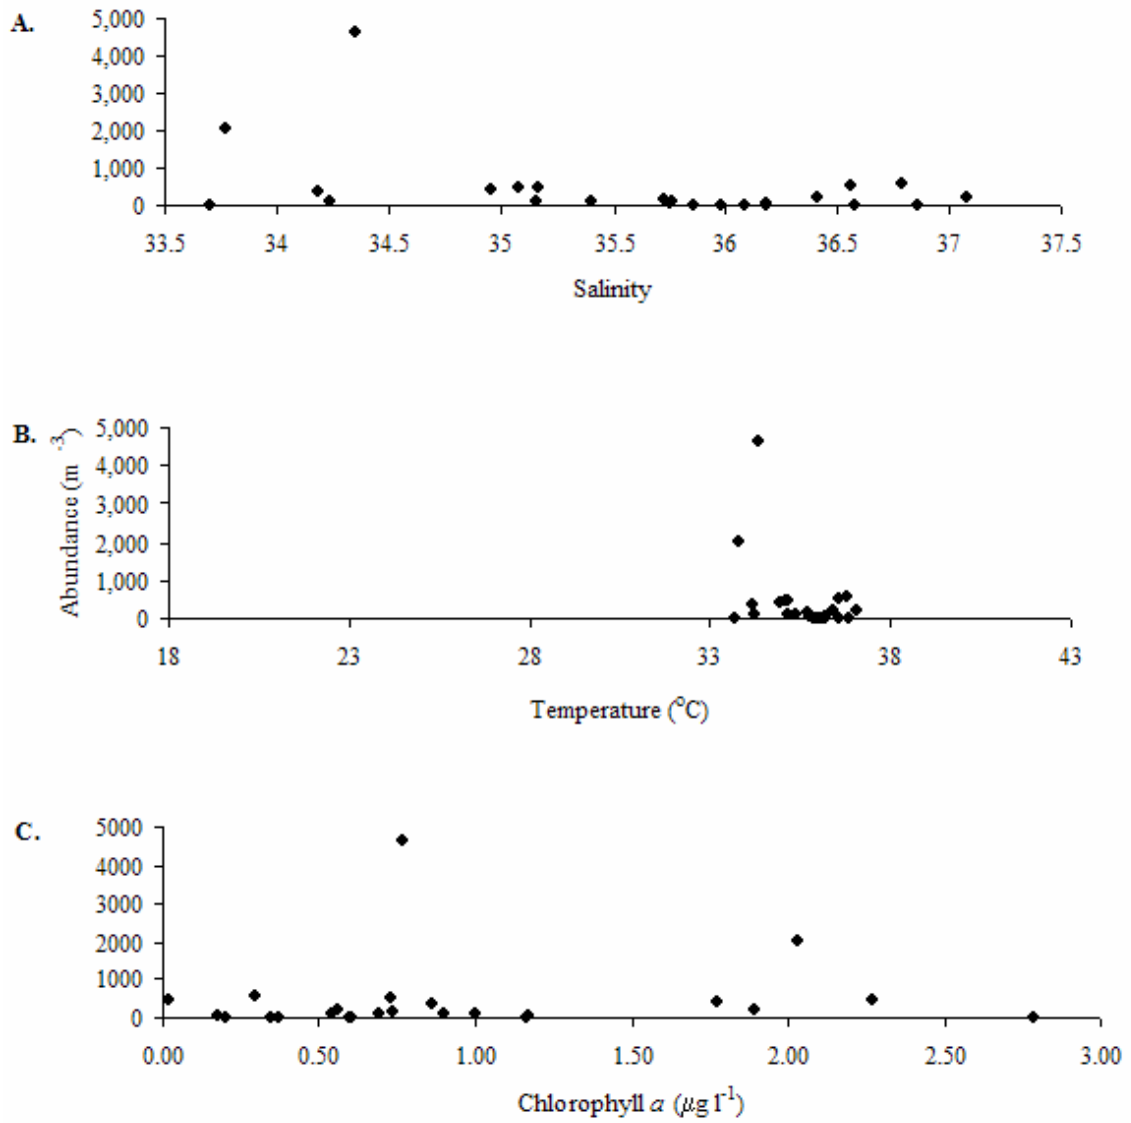 A.
5,000
4,000
3,000
2,000
1,000
0
33.5 34 34.5 35 35.5 36 36.5 37 37.5
Salinity
B.
Abundance (m⁻³)
5,000
4,000
3,000
2,000
1,000
0
18 23 28 33 38 43
Temperature (°C)
C.
5000
4000
3000
2000
1000
0
0.00 0.50 1.00 1.50 2.00 2.50 3.00
Chlorophyll a (µg l⁻¹)